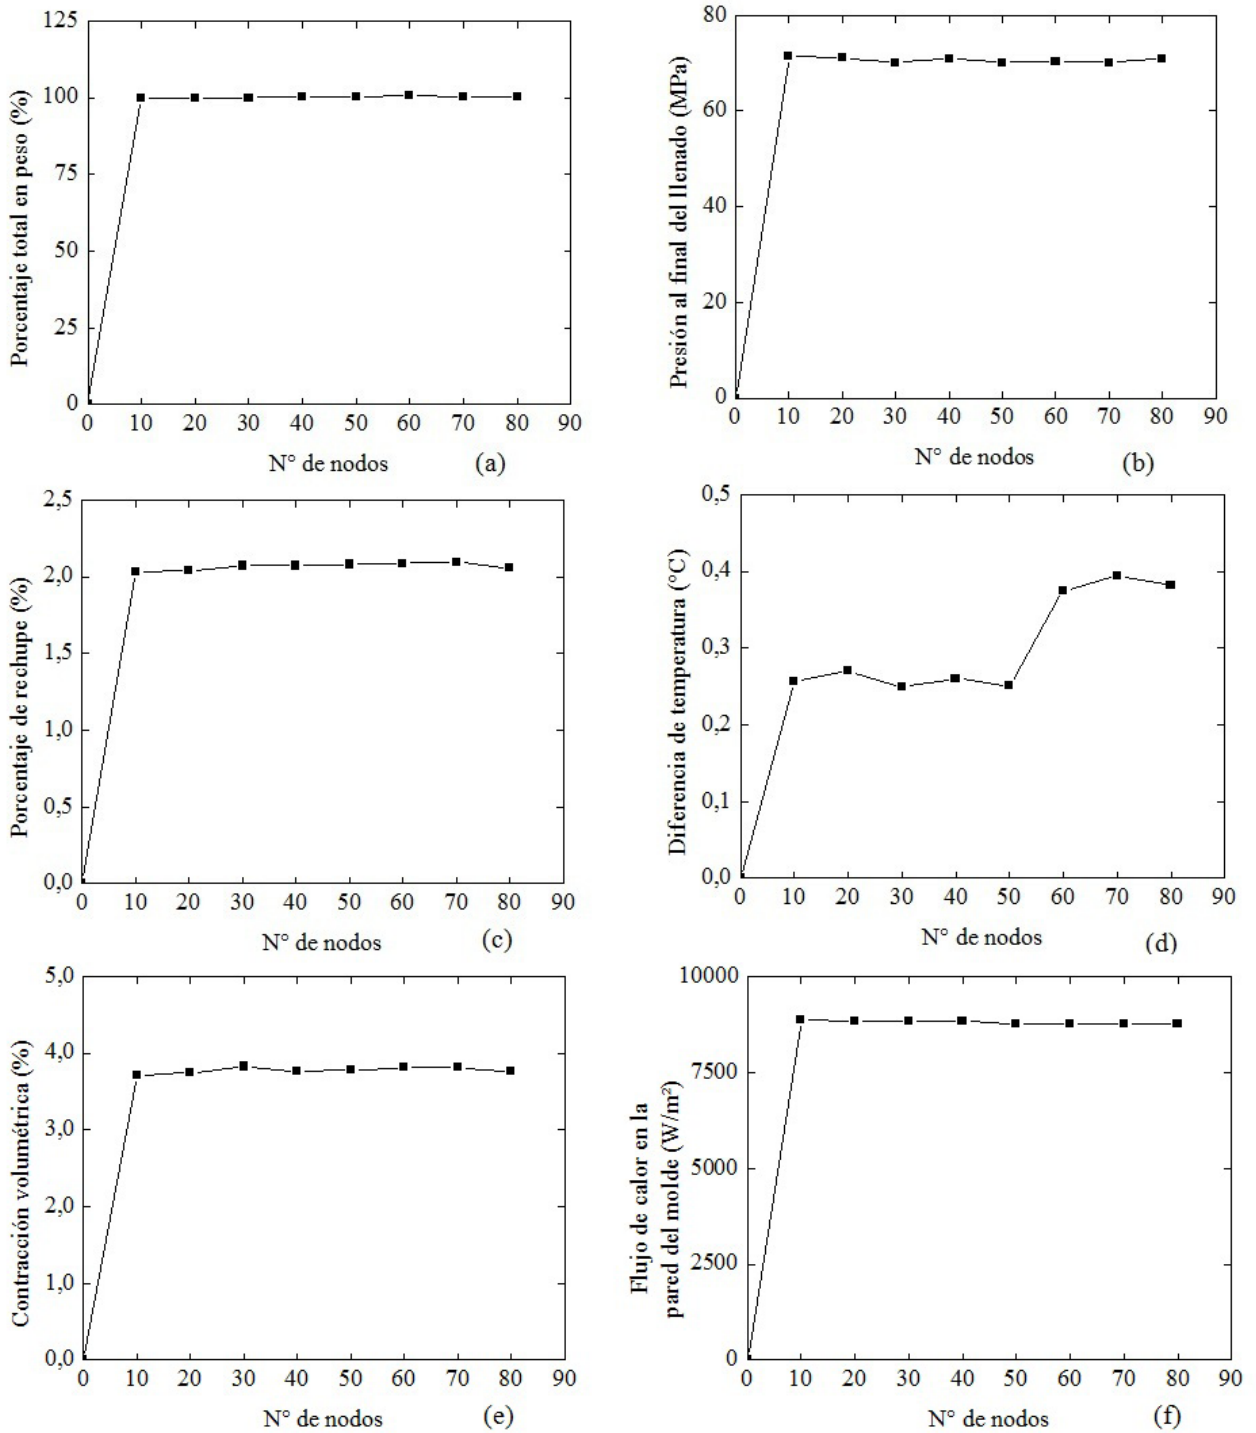 Porcentaje total en peso (%)
125
100
75
50
25
0
0 10 20 30 40 50 60 70 80 90
N° de nodos
(a)
Presión al final del llenado (MPa)
80
60
40
20
0
0 10 20 30 40 50 60 70 80 90
N° de nodos
(b)
Porcentaje de rechupe (%)
2,5
2,0
1,5
1,0
0,5
0,0
0 10 20 30 40 50 60 70 80 90
N° de nodos
(c)
Diferencia de temperatura (°C)
0,5
0,4
0,3
0,2
0,1
0,0
0 10 20 30 40 50 60 70 80 90
N° de nodos
(d)
Contracción volumétrica (%)
5,0
4,0
3,0
2,0
1,0
0,0
0 10 20 30 40 50 60 70 80 90
N° de nodos
(e)
Flujo de calor en la
pared del molde (W/m²)
10000
7500
5000
2500
0
0 10 20 30 40 50 60 70 80 90
N° de nodos
(f)